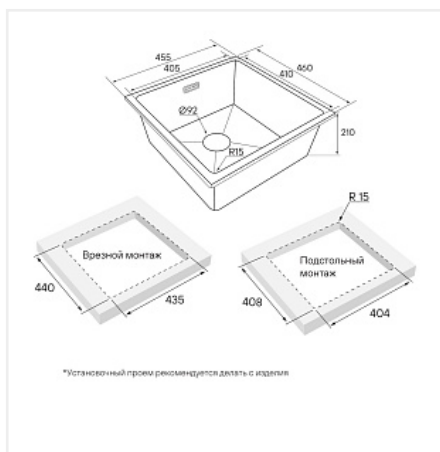 455
405
460
410
Ø92
210
R15
R 15
Врезной монтаж
Подстольный
монтаж
440
435
408
404
*Установочный проем рекомендуется делать с изделия